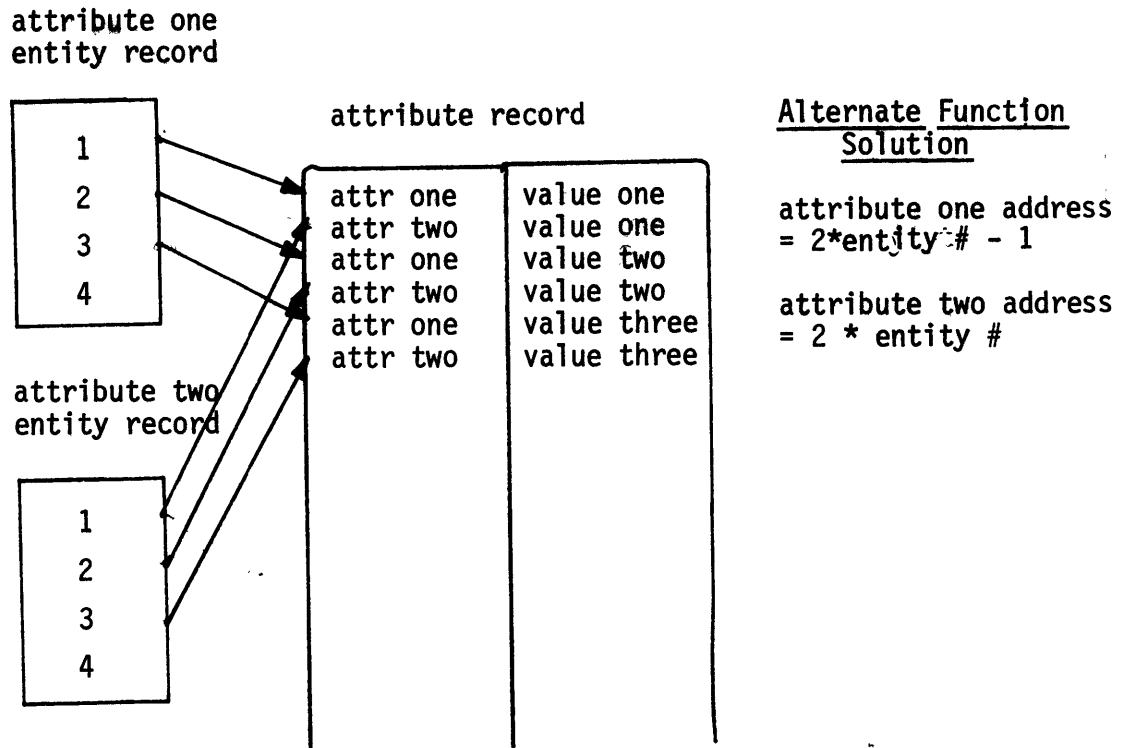 attribute one
entity record
1
2
3
4
attribute two
entity record
1
2
3
4
attribute record
attr one value one
attr two value one
attr one value two
attr two value two
attr one value three
attr two value three
Alternate Function
Solution
attribute one address
= 2*entity # - 1
attribute two address
= 2 * entity #